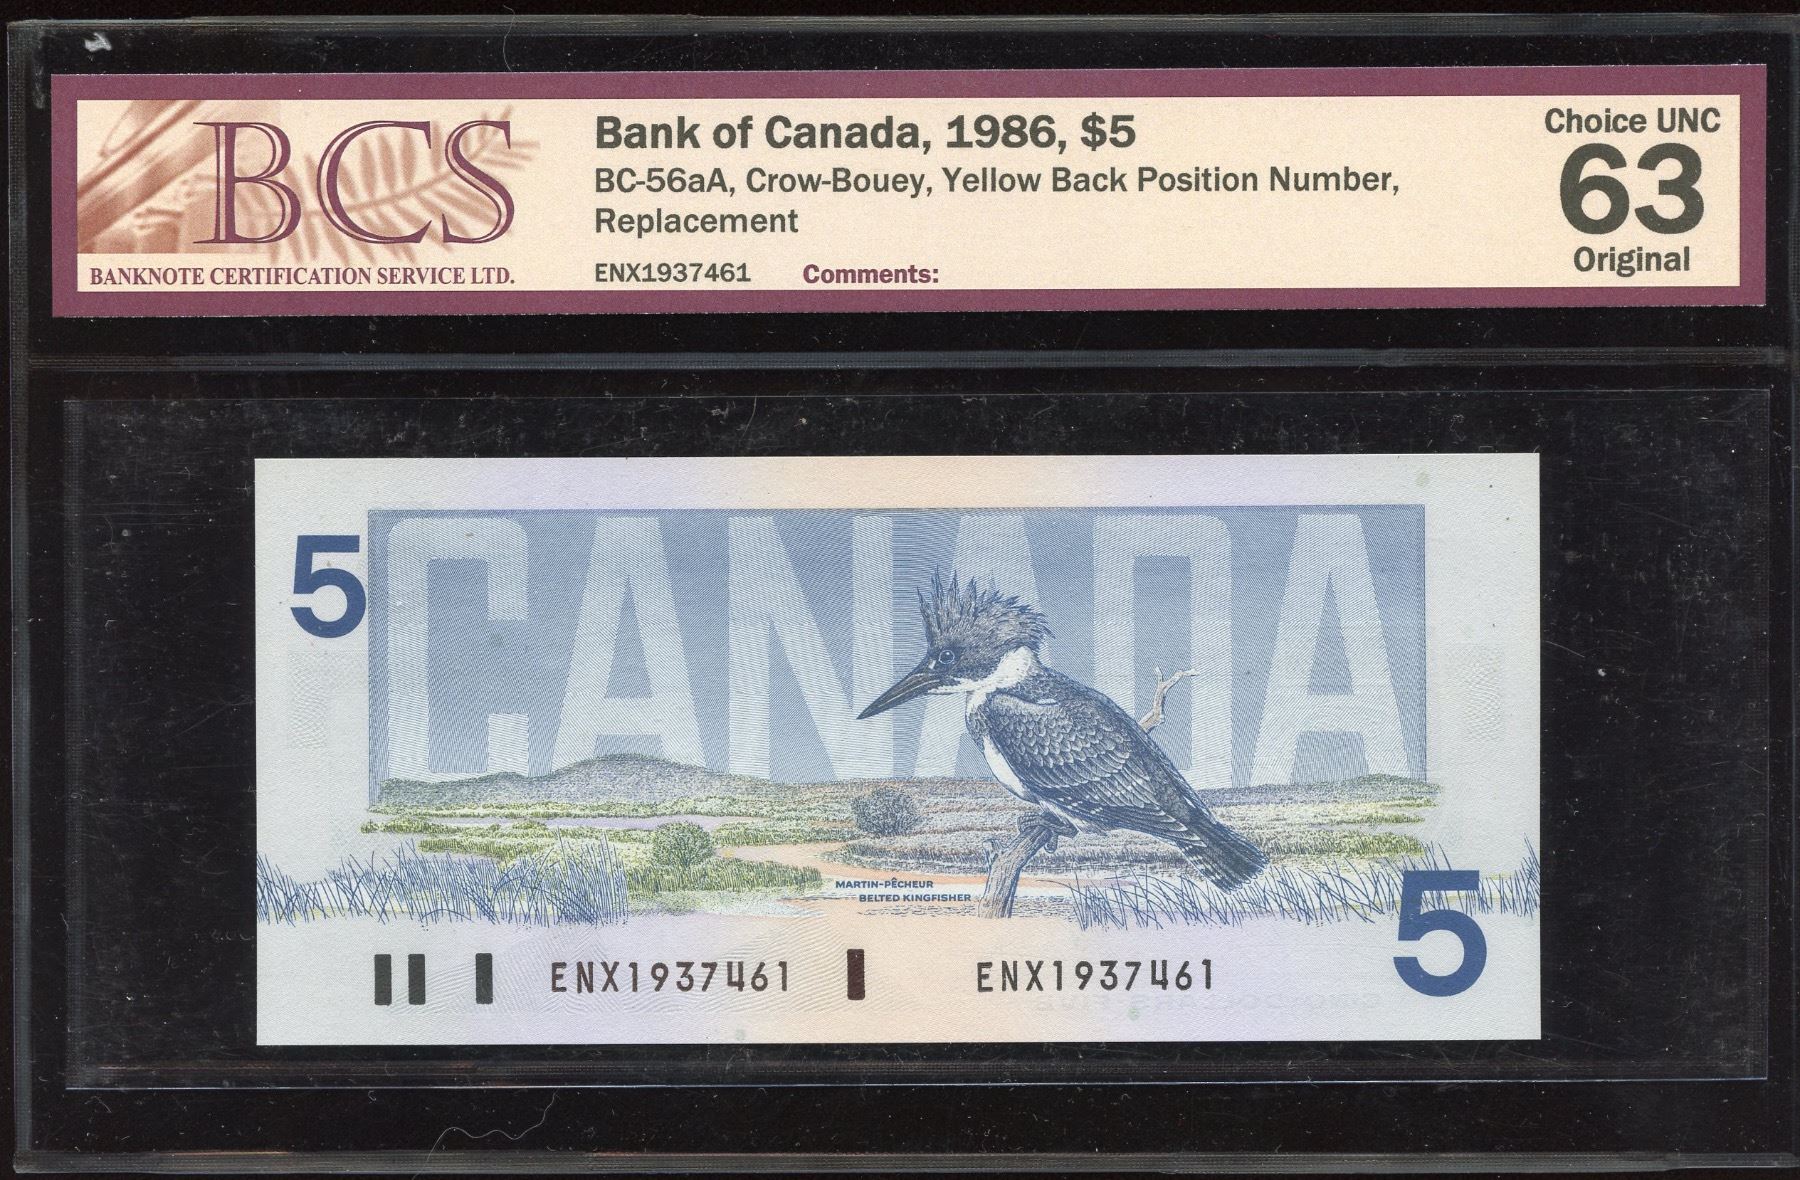 BCS
BANKNOTE CERTIFICATION SERVICE LTD.
Bank of Canada, 1986, $5
BC-56aA, Crow-Bouey, Yellow Back Position Number,
Replacement
ENX1937461 Comments:
Choice UNC
63
Original
5
CANADA
MARTIN-PÊCHEUR
BELTED KINGFISHER
5
ENX1937461 ENX1937461